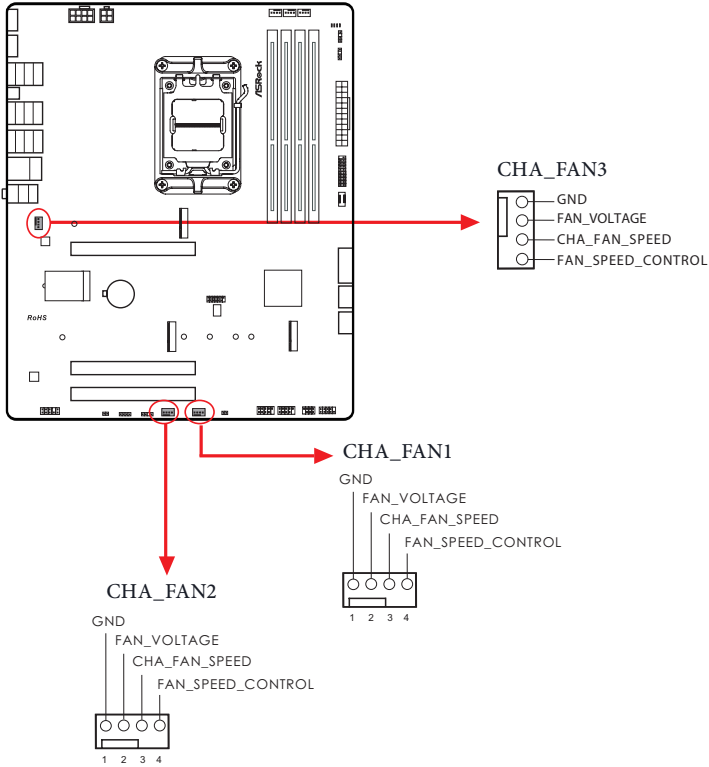 ASRock
CHA_FAN3
GND
FAN_VOLTAGE
CHA_FAN_SPEED
FAN_SPEED_CONTROL
RoHS
CHA_FAN1
GND
FAN_VOLTAGE
CHA_FAN_SPEED
FAN_SPEED_CONTROL
1 2 3 4
CHA_FAN2
GND
FAN_VOLTAGE
CHA_FAN_SPEED
FAN_SPEED_CONTROL
1 2 3 4